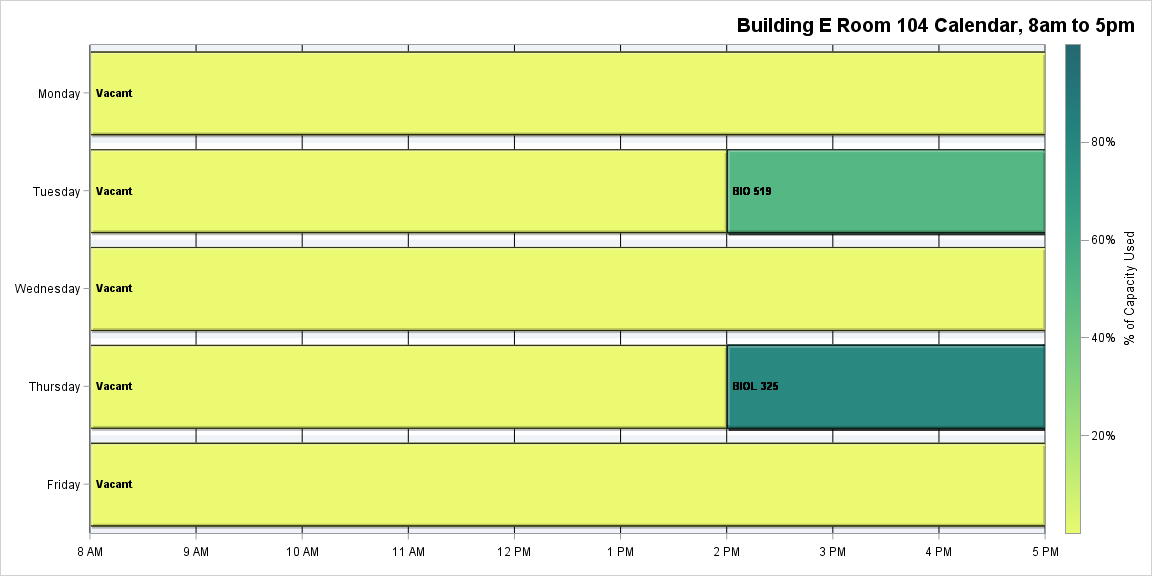 Building E Room 104 Calendar, 8am to 5pm
Monday
Vacant
Tuesday
Vacant
BIO 519
Wednesday
Vacant
Thursday
Vacant
BIOL 325
Friday
Vacant
8 AM
9 AM
10 AM
11 AM
12 PM
1 PM
2 PM
3 PM
4 PM
5 PM
80%
60%
40%
20%
% of Capacity Used